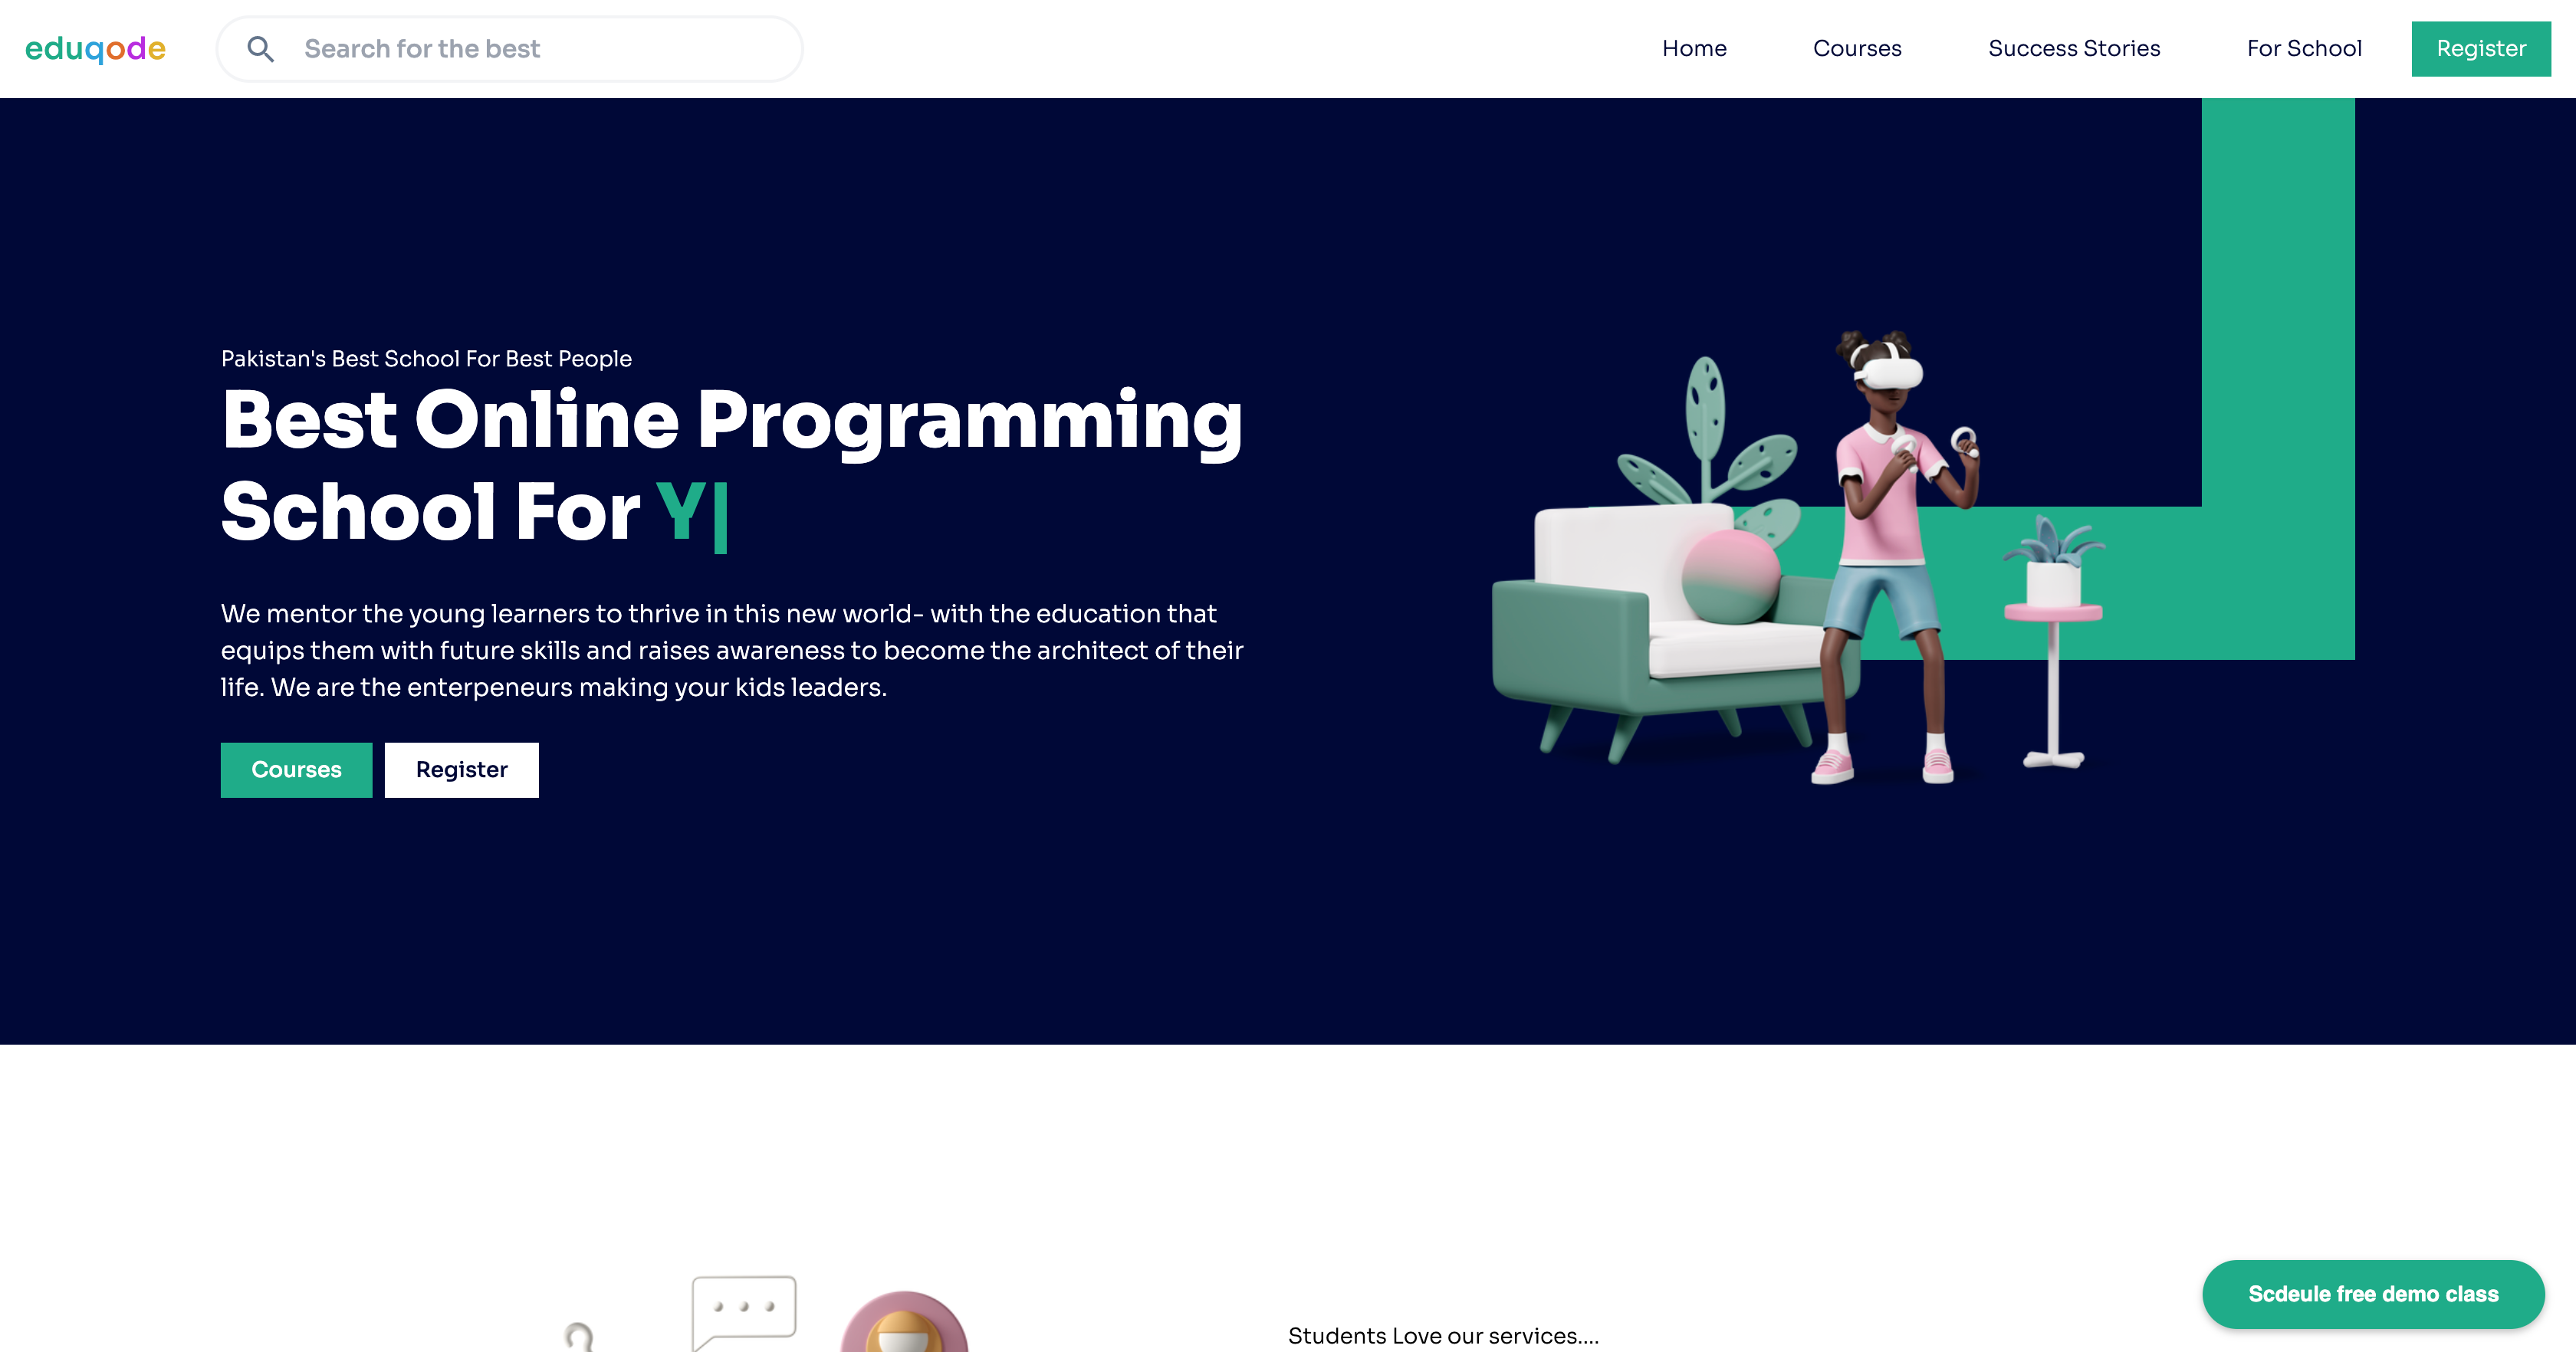 eduqode
Search for the best
Home
Courses
Success Stories
For School
Register
Pakistan's Best School For Best People
Best Online Programming
School For Y|
We mentor the young learners to thrive in this new world- with the education that
equips them with future skills and raises awareness to become the architect of their
life. We are the enterpeneurs making your kids leaders.
Courses
Register
Scdeule free demo class
Students Love our services....